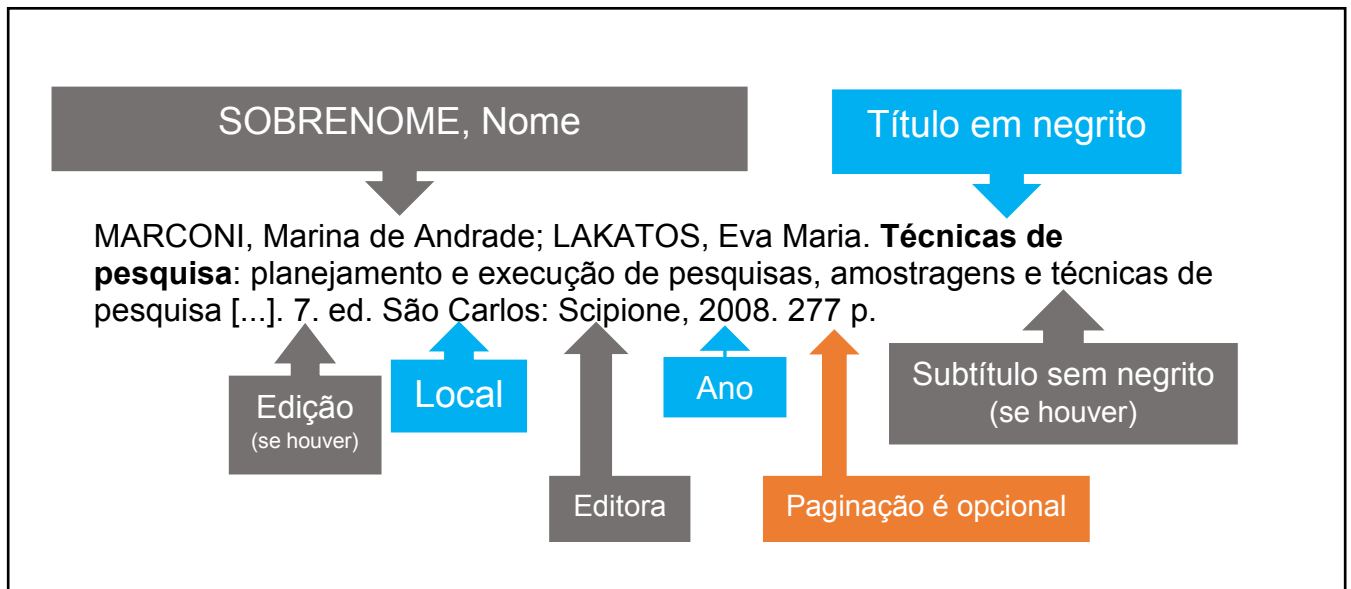 SOBRENOME, Nome
Título em negrito
MARCONI, Marina de Andrade; LAKATOS, Eva Maria. Técnicas de
pesquisa: planejamento e execução de pesquisas, amostragens e técnicas de
pesquisa [...]. 7. ed. São Carlos: Scipione, 2008. 277 p.
Edição
(se houver)
Local
Ano
Subtítulo sem negrito
(se houver)
Editora
Paginação é opcional